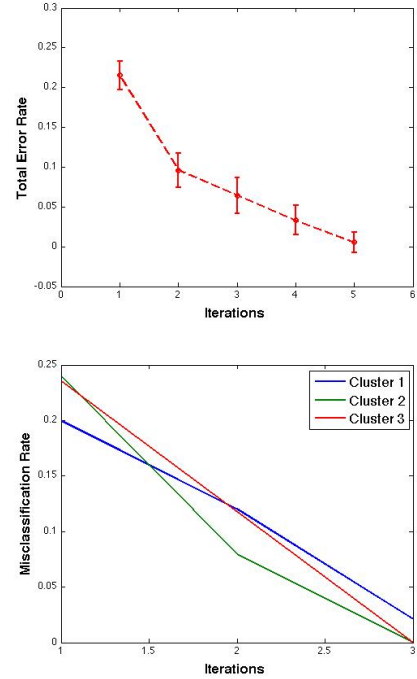 0.3
0.25
0.2
0.15
0.1
0.05
0
-0.05
Total Error Rate
0 1 2 3 4 5 6
Iterations
0.25
0.2
0.15
0.1
0.05
0
Misclassification Rate
Cluster 1
Cluster 2
Cluster 3
1 1.5 2 2.5 3
Iterations